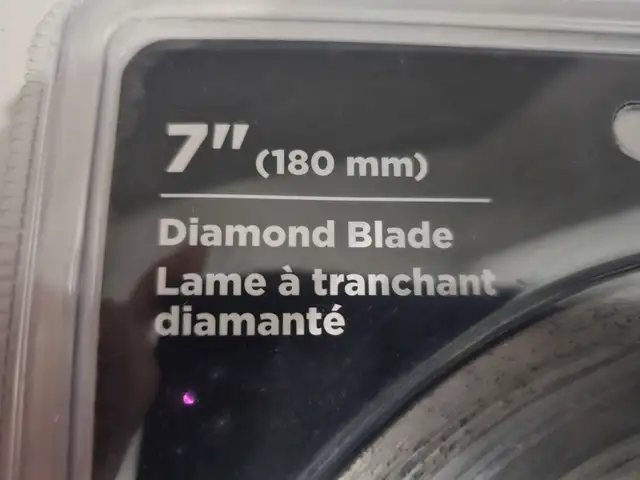 7" (180 mm)
Diamond Blade
Lame à tranchant
diamanté